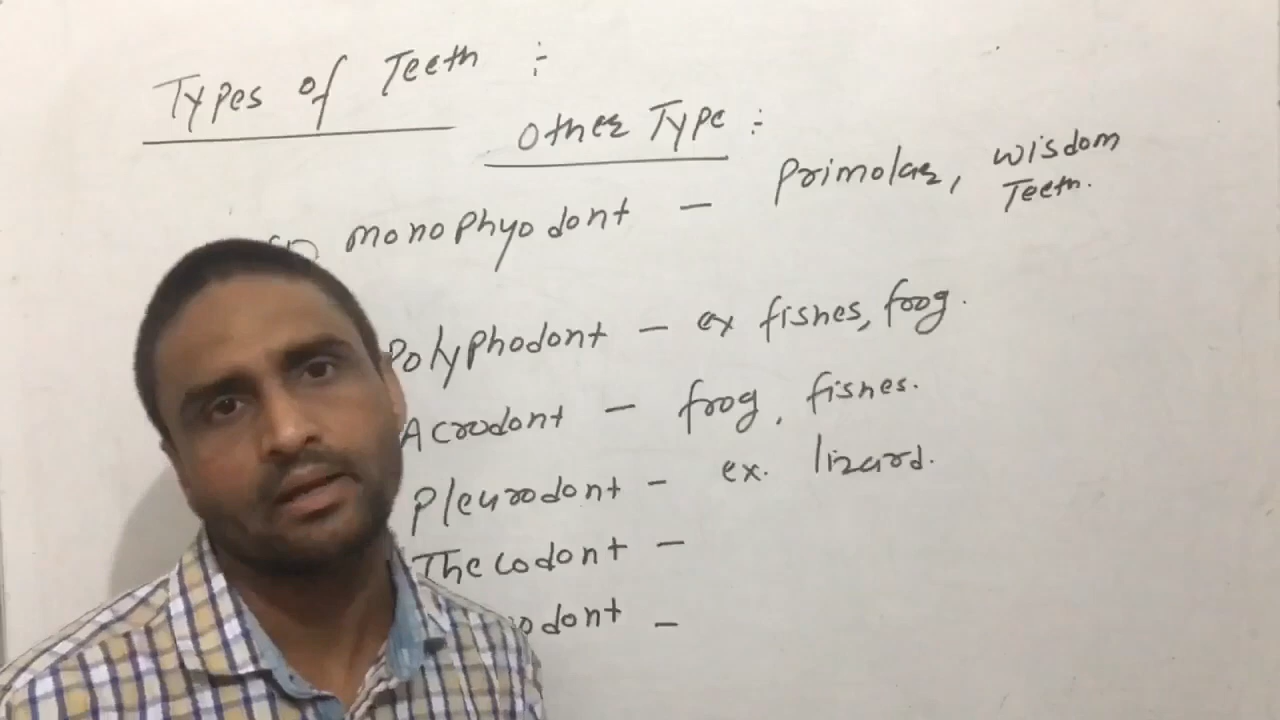 Types of Teeth :-
Other Type :-
monophyodont - Primolar, wisdom
Teeth.
Polyphodont - ex fishes, frog.
Acrodont - frog, fishes.
Pleurodont - ex. lizard.
Thecodont -
odont -